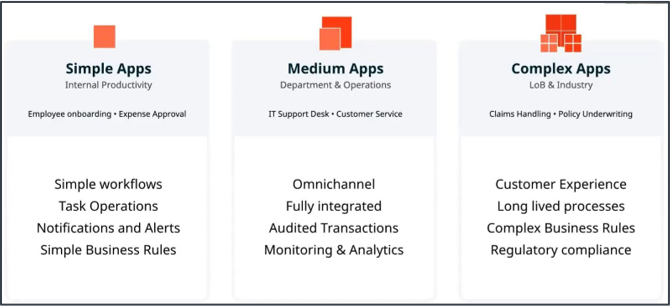 Simple Apps
Internal Productivity
Employee onboarding • Expense Approval
Simple workflows
Task Operations
Notifications and Alerts
Simple Business Rules
Medium Apps
Department & Operations
IT Support Desk • Customer Service
Omnichannel
Fully integrated
Audited Transactions
Monitoring & Analytics
Complex Apps
LoB & Industry
Claims Handling • Policy Underwriting
Customer Experience
Long lived processes
Complex Business Rules
Regulatory compliance